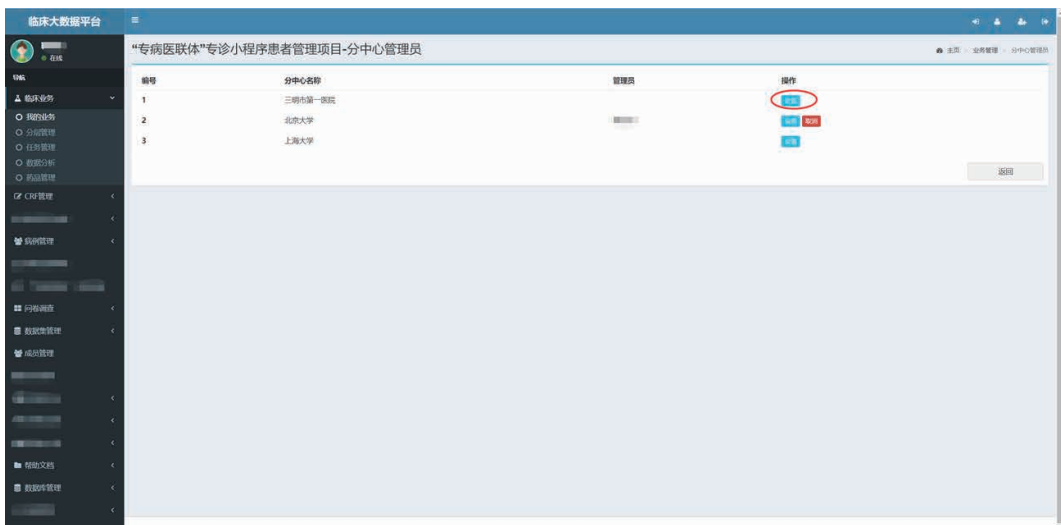 临床大数据平台
在线
导航
临床业务
我的业务
分层管理
任务管理
数据分析
药品管理
CRF管理
病例管理
问卷调查
数据集管理
成员管理
帮助文档
数据库管理
“专病医联体”专诊小程序患者管理项目-分中心管理员
主页 业务管理 分中心管理员
编号 分中心名称 管理员 操作
1 三明市第一医院 设置
2 北京大学 设置 取消
3 上海大学 设置
返回